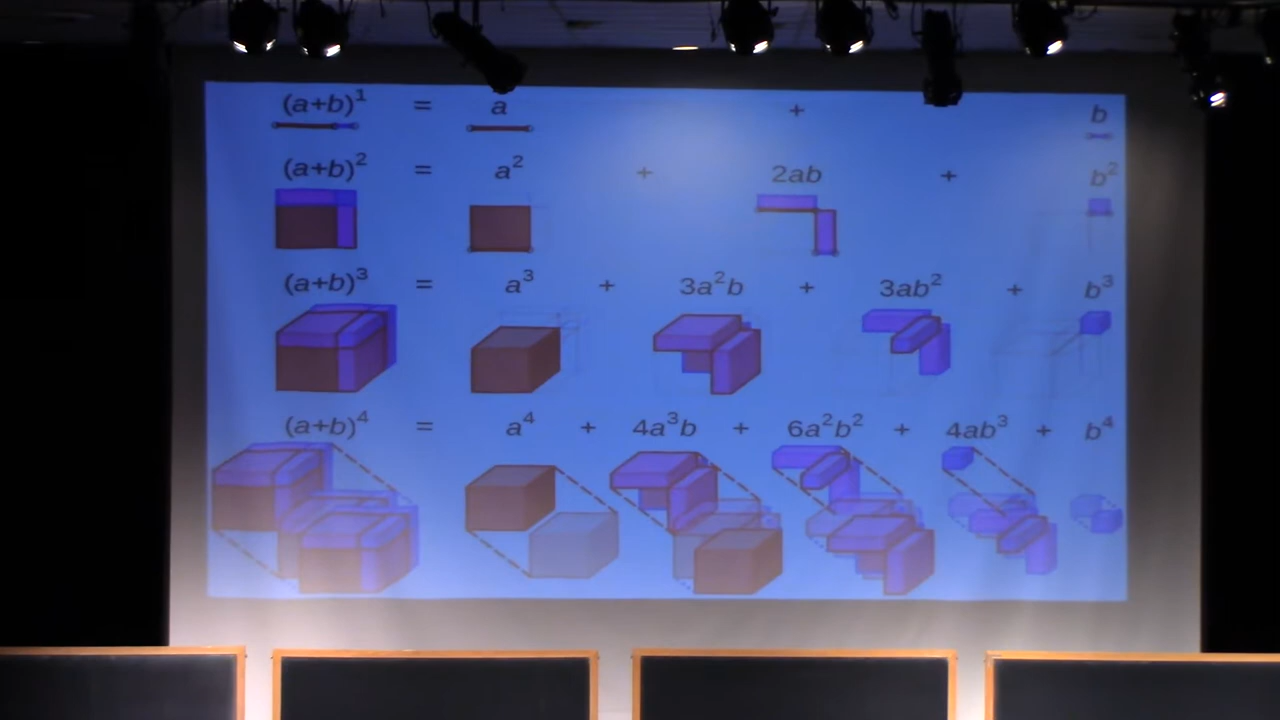 (a+b)¹ = a + b
(a+b)² = a² + 2ab + b²
(a+b)³ = a³ + 3a²b + 3ab² + b³
(a+b)⁴ = a⁴ + 4a³b + 6a²b² + 4ab³ + b⁴